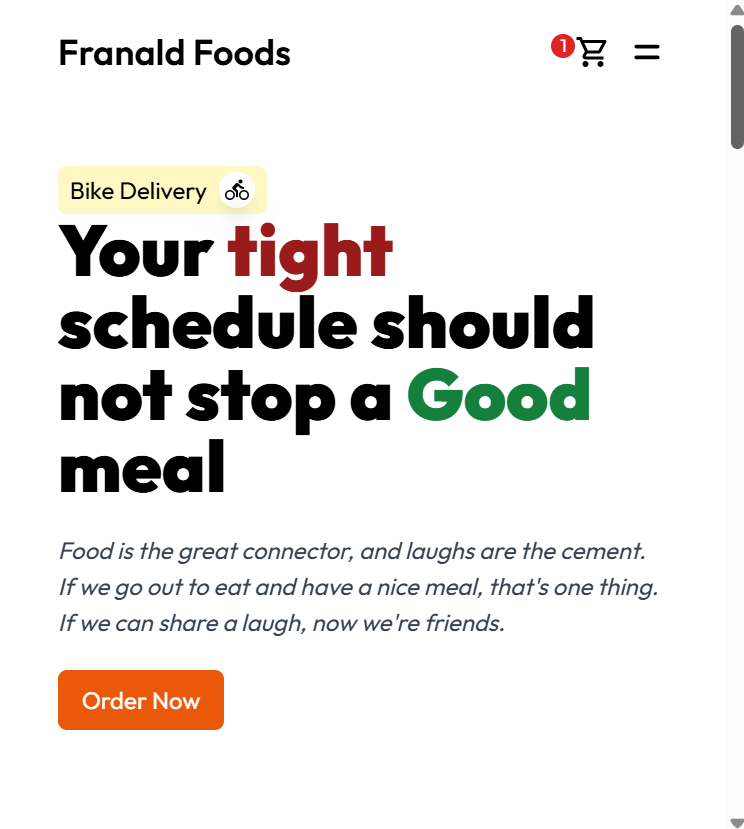 Franald Foods
1
Bike Delivery
Your tight
schedule should
not stop a Good
meal
Food is the great connector, and laughs are the cement.
If we go out to eat and have a nice meal, that's one thing.
If we can share a laugh, now we're friends.
Order Now